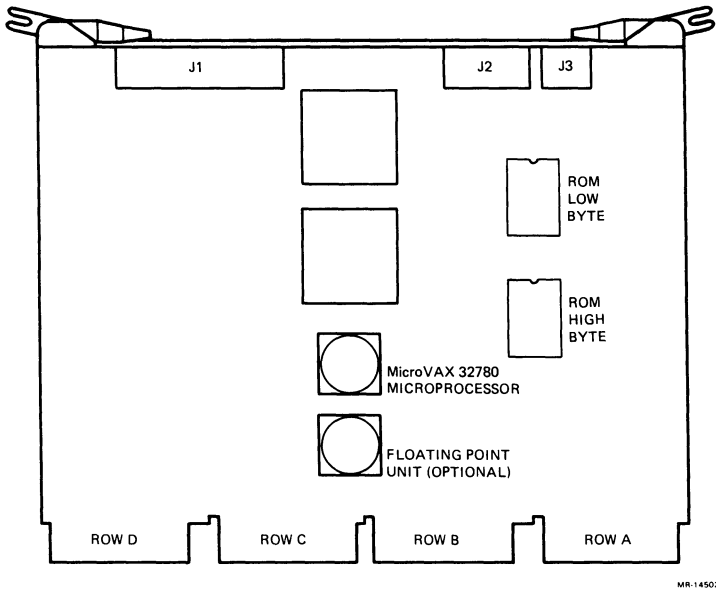 J1
J2
J3
ROM
LOW
BYTE
ROM
HIGH
BYTE
MicroVAX 32780
MICROPROCESSOR
FLOATING POINT
UNIT (OPTIONAL)
ROW D
ROW C
ROW B
ROW A